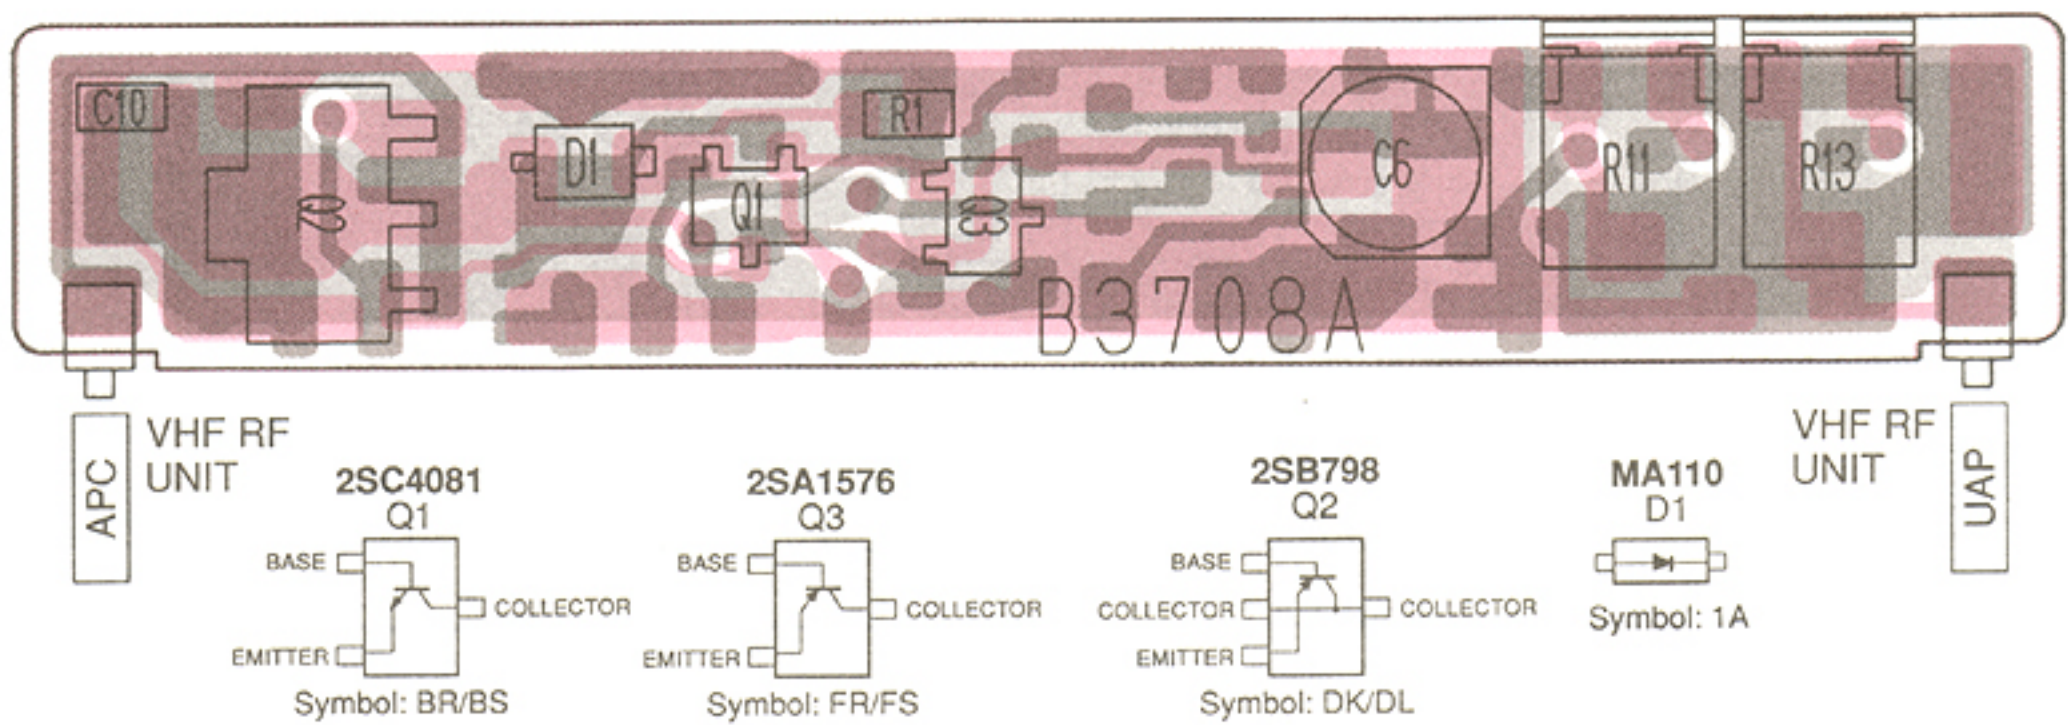 C10
R1
D1
Q1
Q2
Q3
C6
R11
R13
B3708A
APC
VHF RF
UNIT
VHF RF
UNIT
UAP
2SC4081
Q1
BASE
COLLECTOR
EMITTER
Symbol: BR/BS
2SA1576
Q3
BASE
COLLECTOR
EMITTER
Symbol: FR/FS
2SB798
Q2
BASE
COLLECTOR
COLLECTOR
EMITTER
Symbol: DK/DL
MA110
D1
Symbol: 1A